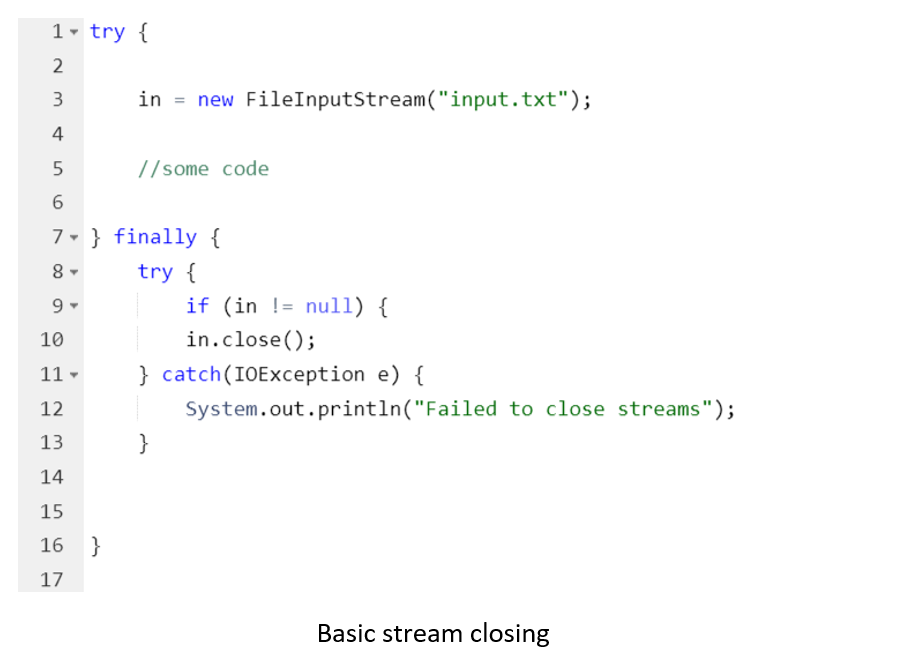 1 try {
2
3 in = new FileInputStream("input.txt");
4
5 //some code
6
7 } finally {
8 try {
9 if (in != null) {
10 in.close();
11 } catch(IOException e) {
12 System.out.println("Failed to close streams");
13 }
14
15
16 }
17
Basic stream closing